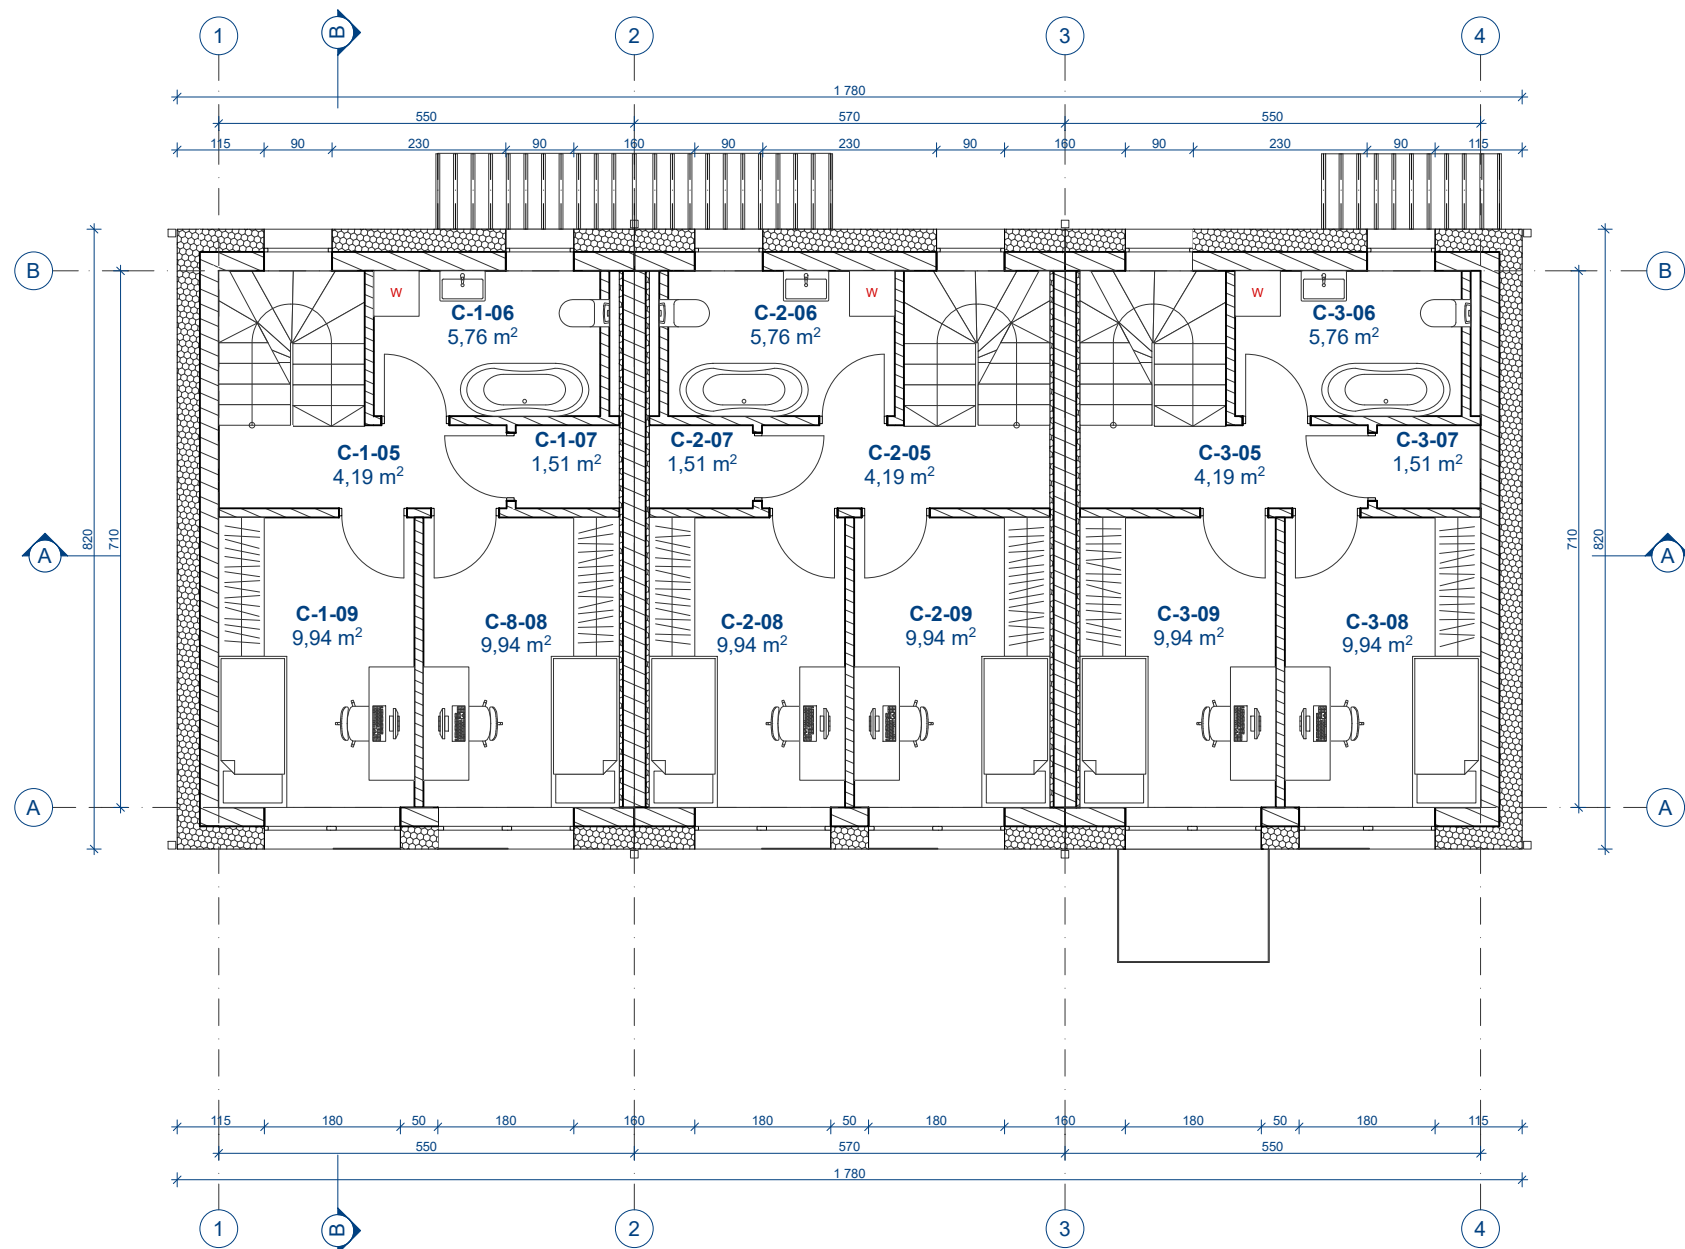 1 B 2 3 4
1 780
550 570 550
115 90 230 90 160 90 230 90 160 90 230 90 115
B B
W W W
C-1-06 C-2-06 C-3-06
5,76 m² 5,76 m² 5,76 m²
C-1-05 C-1-07 C-2-07 C-2-05 C-3-05 C-3-07
4,19 m² 1,51 m² 1,51 m² 4,19 m² 4,19 m² 1,51 m²
A 820 710 710 820 A
C-1-09 C-8-08 C-2-08 C-2-09 C-3-09 C-3-08
9,94 m² 9,94 m² 9,94 m² 9,94 m² 9,94 m² 9,94 m²
A A
115 180 50 180 160 180 50 180 160 180 50 180 115
550 570 550
1 780
1 B 2 3 4